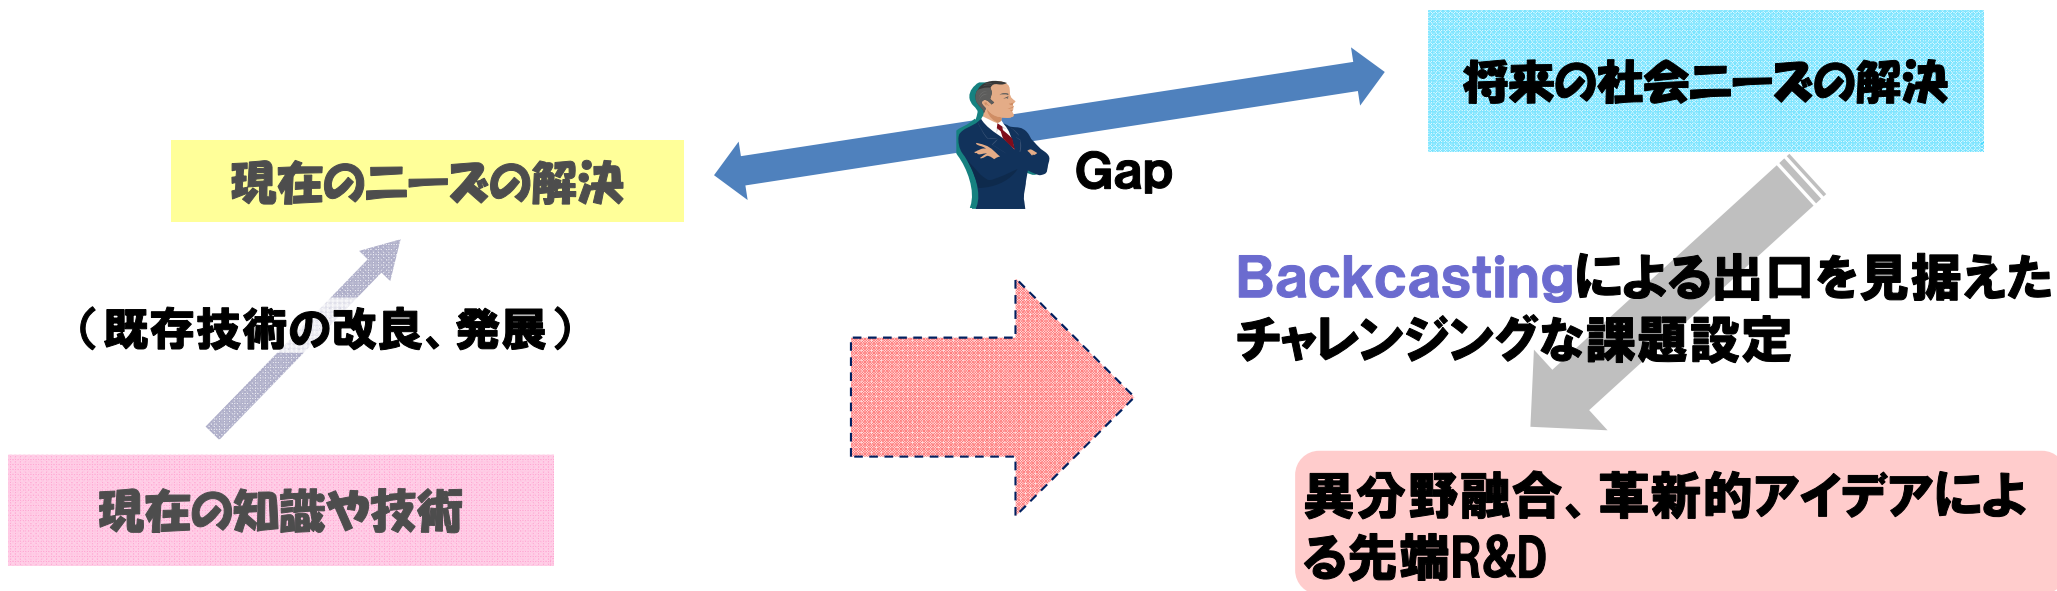 将来の社会ニーズの解決
現在のニーズの解決
Gap
（既存技術の改良、発展）
Backcastingによる出口を見据えた
チャレンジングな課題設定
現在の知識や技術
異分野融合、革新的アイデアによ
る先端R&D